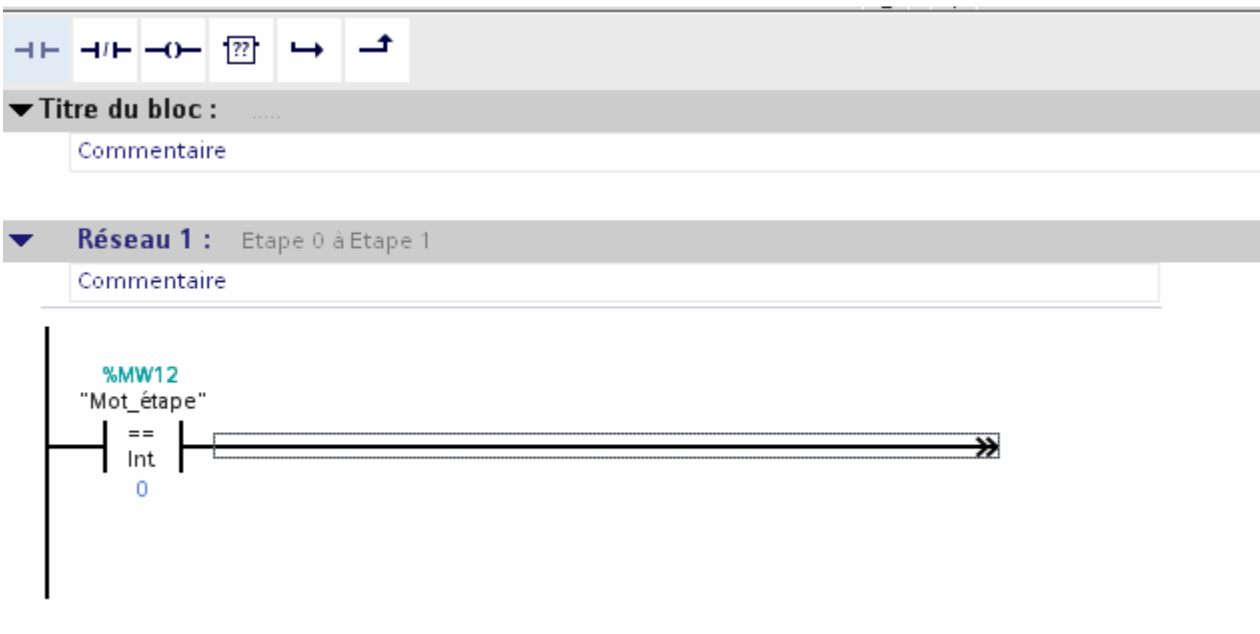 ??
Titre du bloc : .....
Commentaire
Réseau 1 : Etape 0 à Etape 1
Commentaire
%MW12
"Mot_étape"
==
Int
0